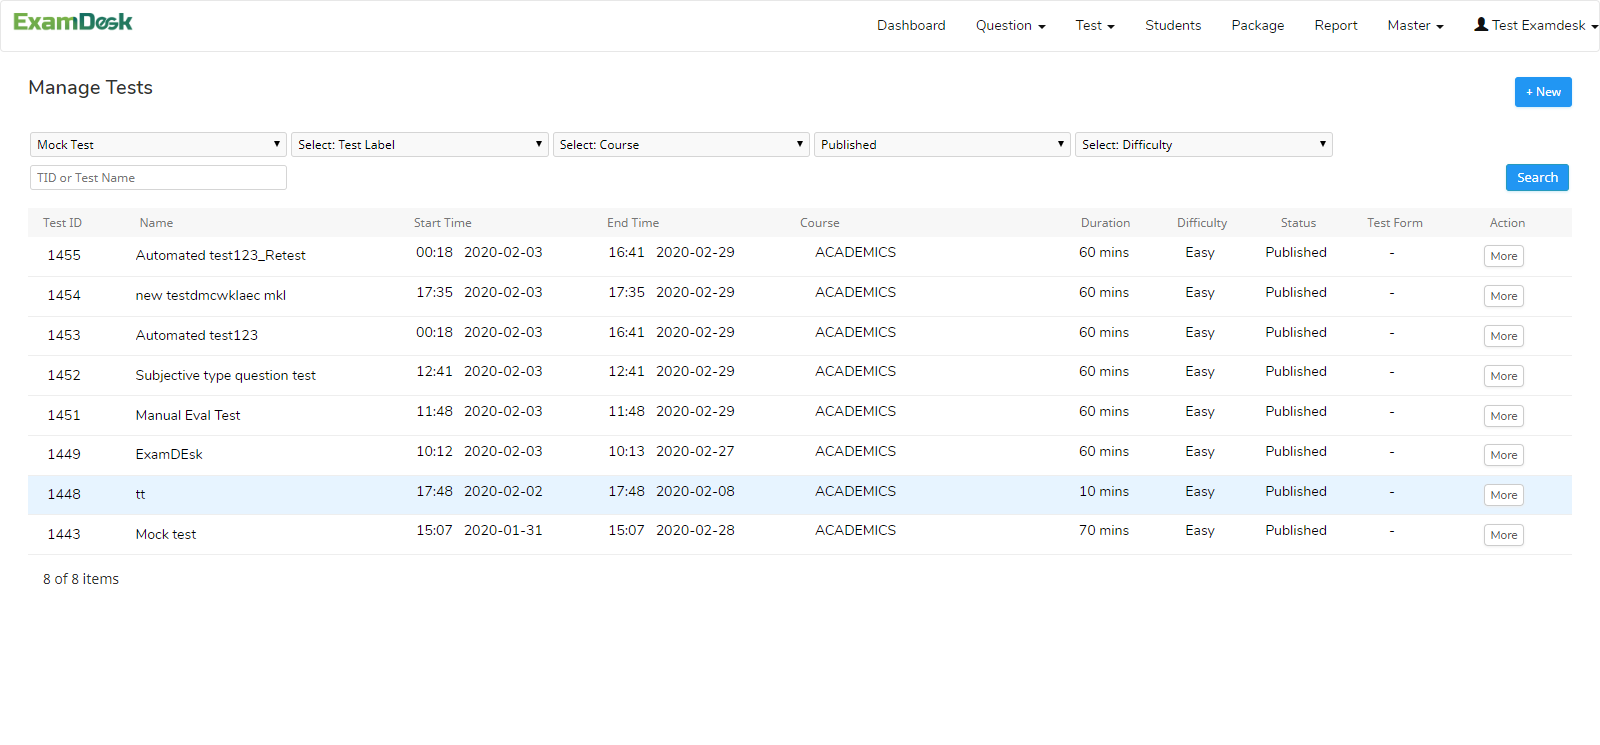 ExamDesk Dashboard Question Test Students Package Report Master Test Examdesk
Manage Tests
+ New
Mock Test Select: Test Label Select: Course Published Select: Difficulty
TID or Test Name Search
Test ID Name Start Time End Time Course Duration Difficulty Status Test Form Action
1455 Automated test123_Retest 00:18 2020-02-03 16:41 2020-02-29 ACADEMICS 60 mins Easy Published - More
1454 new testdmcwklaec mkl 17:35 2020-02-03 17:35 2020-02-29 ACADEMICS 60 mins Easy Published - More
1453 Automated test123 00:18 2020-02-03 16:41 2020-02-29 ACADEMICS 60 mins Easy Published - More
1452 Subjective type question test 12:41 2020-02-03 12:41 2020-02-29 ACADEMICS 60 mins Easy Published - More
1451 Manual Eval Test 11:48 2020-02-03 11:48 2020-02-29 ACADEMICS 60 mins Easy Published - More
1449 ExamDEsk 10:12 2020-02-03 10:13 2020-02-27 ACADEMICS 60 mins Easy Published - More
1448 tt 17:48 2020-02-02 17:48 2020-02-08 ACADEMICS 10 mins Easy Published - More
1443 Mock test 15:07 2020-01-31 15:07 2020-02-28 ACADEMICS 70 mins Easy Published - More
8 of 8 items